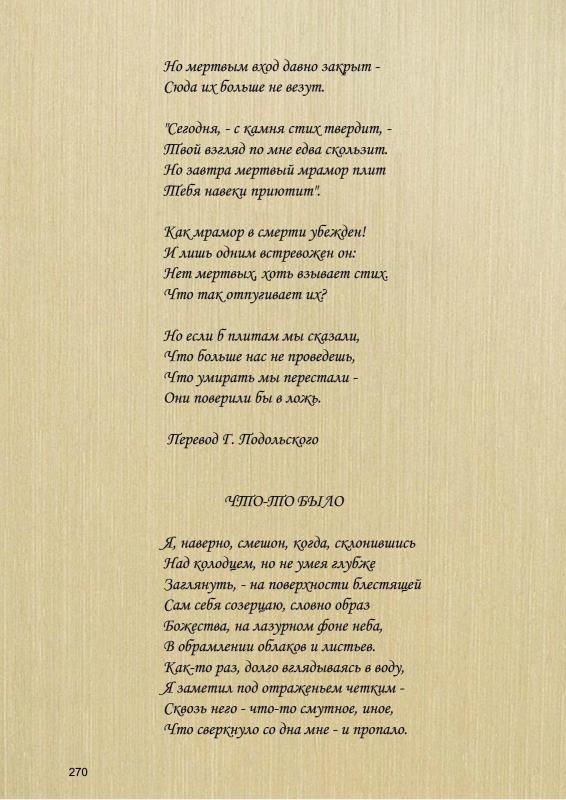 Но мертвым вход давно закрыт -
Сюда их больше не везут.
"Сегодня, - с камня стих твердит, -
Твой взгляд по мне едва скользит.
Но завтра мертвый мрамор плит
Тебя навеки приютит".
Как мрамор в смерти убежден!
И лишь одним встревожен он:
Нет мертвых, хоть взывает стих.
Что так отпугивает их?
Но если б плитам мы сказали,
Что больше нас не проведешь,
Что умирать мы перестали -
Они поверили бы в ложь.
Перевод Г. Подольского
ЧТО-ТО БЫЛО
Я, наверно, смешон, когда, склонившись
Над колодцем, но не умея глубже
Заглянуть, - на поверхности блестящей
Сам себя созерцаю, словно образ
Божества, на лазурном фоне неба,
В обрамлении облаков и листьев.
Как-то раз, долго вглядываясь в воду,
Я заметил под отраженьем четким -
Сквозь него - что-то смутное, иное,
Что сверкнуло со дна мне - и пропало.
270